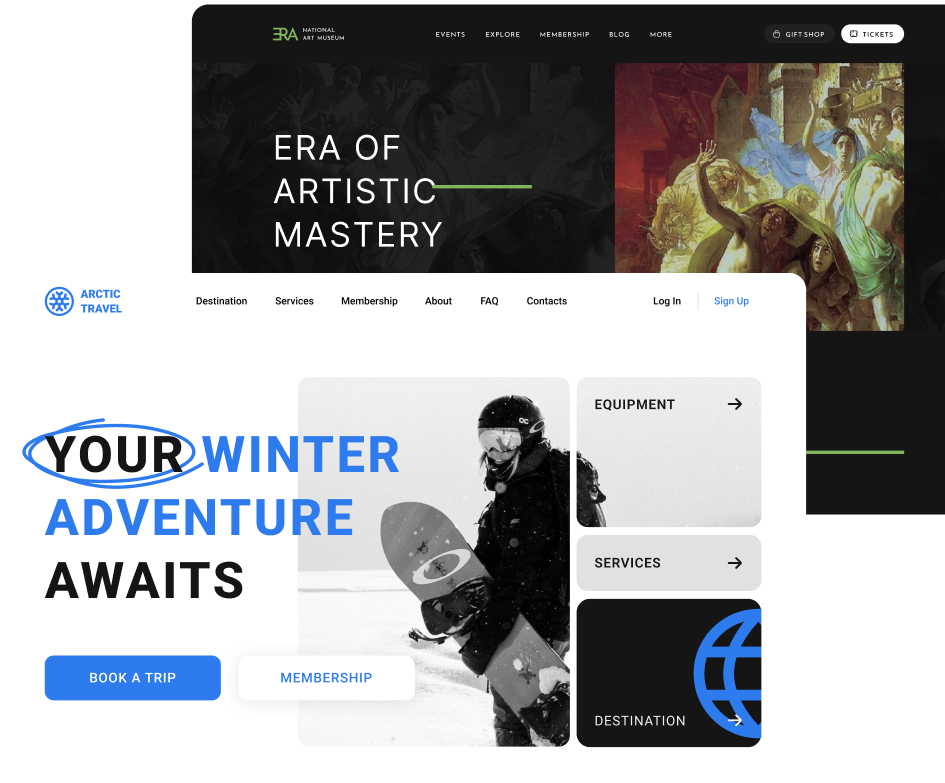 ERA NATIONAL
ART MUSEUM
EVENTS EXPLORE MEMBERSHIP BLOG MORE
GIFT SHOP TICKETS
ERA OF
ARTISTIC
MASTERY
ARCTIC
TRAVEL
Destination Services Membership About FAQ Contacts
Log In Sign Up
YOUR WINTER
ADVENTURE
AWAITS
BOOK A TRIP MEMBERSHIP
EQUIPMENT
SERVICES
DESTINATION